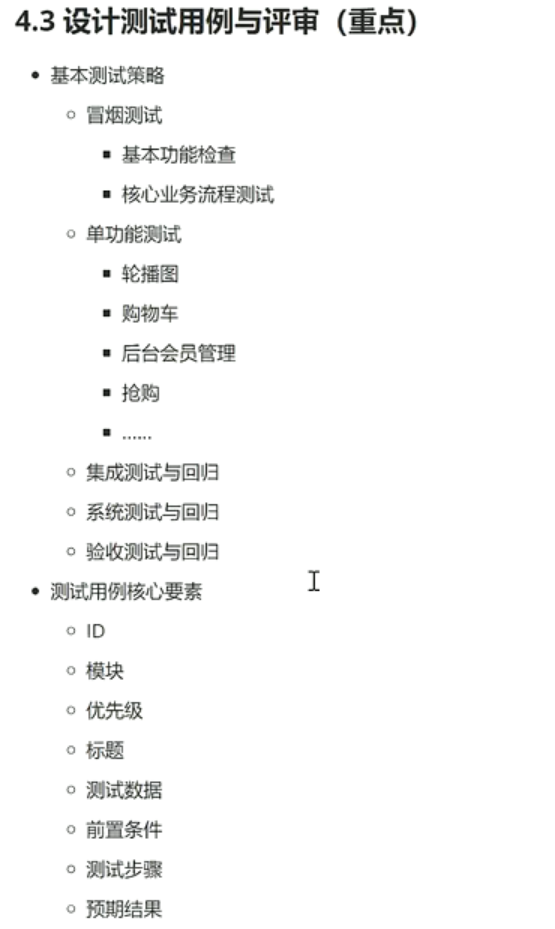 4.3 设计测试用例与评审（重点）
基本测试策略
冒烟测试
基本功能检查
核心业务流程测试
单功能测试
轮播图
购物车
后台会员管理
抢购
......
集成测试与回归
系统测试与回归
验收测试与回归
测试用例核心要素
ID
模块
优先级
标题
测试数据
前置条件
测试步骤
预期结果